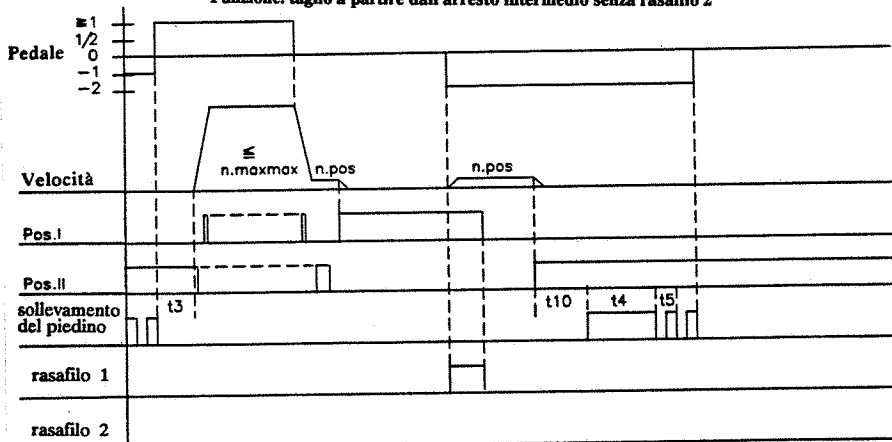 Funzione: taglio a partire dall'arresto intermedio senza rasafilo 2
≧1
1/2
Pedale 0
−1
−2
≦
n.maxmax n.pos n.pos
Velocità
Pos.I
Pos.II
t3 t10 t4 t5
sollevamento
del piedino
rasafilo 1
rasafilo 2